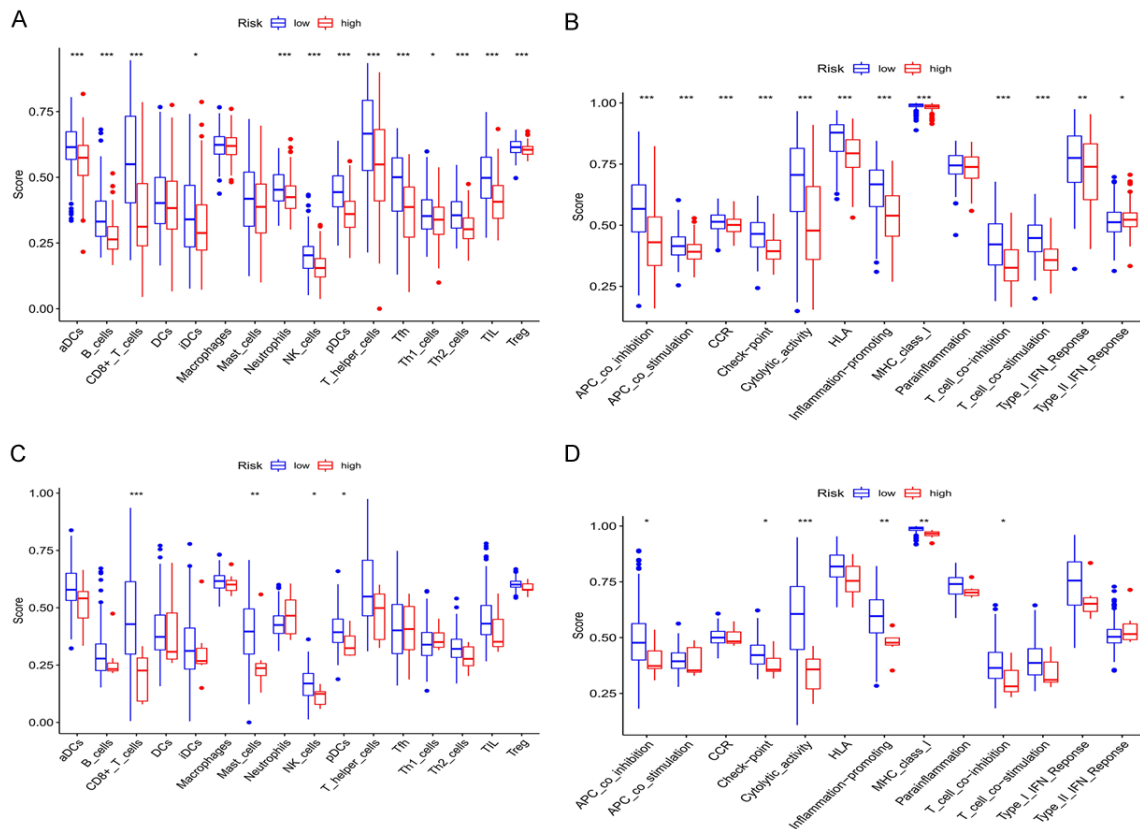 A
Risk low high
*** *** *** * *** *** *** *** *** * *** *** ***
Score
0.75
0.50
0.25
0.00
aDCs
B_cells
CD8+_T_cells
DCs
iDCs
Macrophages
Mast_cells
Neutrophils
NK_cells
pDCs
T_helper_cells
Tfh
Th1_cells
Th2_cells
TIL
Treg
B
Risk low high
*** *** *** *** *** *** *** *** *** *** ** *
Score
1.00
0.75
0.50
0.25
APC_co_inhibition
APC_co_stimulation
CCR
Check-point
Cytolytic_activity
HLA
Inflammation-promoting
MHC_class_I
Parainflammation
T_cell_co-inhibition
T_cell_co-stimulation
Type_I_IFN_Reponse
Type_II_IFN_Reponse
C
Risk low high
*** ** * *
Score
1.00
0.75
0.50
0.25
0.00
aDCs
B_cells
CD8+_T_cells
DCs
iDCs
Macrophages
Mast_cells
Neutrophils
NK_cells
pDCs
T_helper_cells
Tfh
Th1_cells
Th2_cells
TIL
Treg
D
Risk low high
* * *** ** ** *
Score
1.00
0.75
0.50
0.25
APC_co_inhibition
APC_co_stimulation
CCR
Check-point
Cytolytic_activity
HLA
Inflammation-promoting
MHC_class_I
Parainflammation
T_cell_co-inhibition
T_cell_co-stimulation
Type_I_IFN_Reponse
Type_II_IFN_Reponse